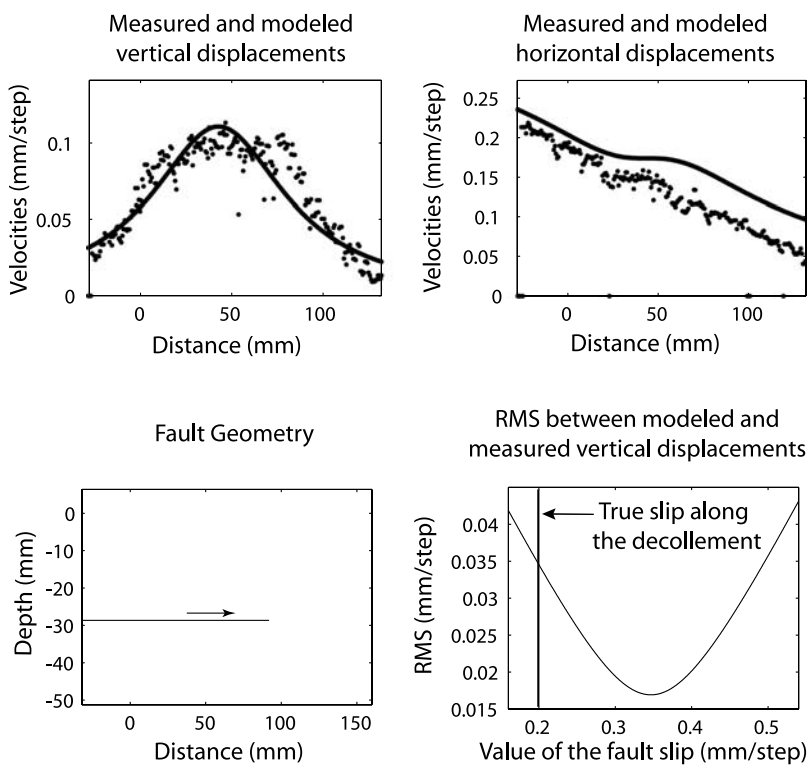 Measured and modeled
vertical displacements
Velocities (mm/step)
0.1
0.05
0
0
50
100
Distance (mm)
Measured and modeled
horizontal displacements
Velocities (mm/step)
0.25
0.2
0.15
0.1
0.05
0
0
50
100
Distance (mm)
Fault Geometry
Depth (mm)
0
-10
-20
-30
-40
-50
0
50
100
150
Distance (mm)
RMS between modeled and
measured vertical displacements
RMS (mm/step)
0.04
0.035
0.03
0.025
0.02
0.015
True slip along
the decollement
0.2
0.3
0.4
0.5
Value of the fault slip (mm/step)